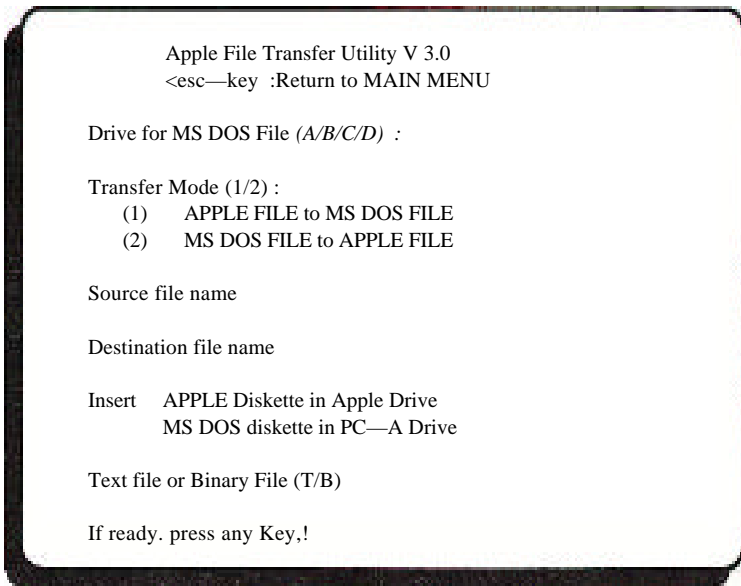 Apple File Transfer Utility V 3.0
<esc—key :Return to MAIN MENU
Drive for MS DOS File (A/B/C/D) :
Transfer Mode (1/2) :
(1) APPLE FILE to MS DOS FILE
(2) MS DOS FILE to APPLE FILE
Source file name
Destination file name
Insert APPLE Diskette in Apple Drive
MS DOS diskette in PC—A Drive
Text file or Binary File (T/B)
If ready. press any Key,!